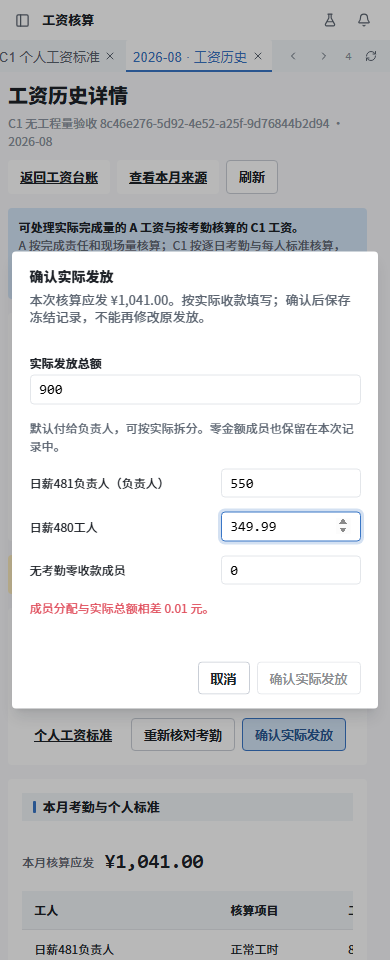 工资核算
C1 个人工资标准 ×
2026-08 · 工资历史 ×
4
工资历史详情
C1 无工程量验收 8c46e276-5d92-4e52-a25f-9d76844b2d94 •
2026-08
返回工资台账
查看本月来源
刷新
可处理实际完成量的 A 工资与按考勤核算的 C1 工资。
A 按完成责任和现场量核算；C1 按逐日考勤与每人标准核算，
确认实际发放
本次核算应发 ¥1,041.00。按实际收款填写；确认后保存
冻结记录，不能再修改原发放。
实际发放总额
900
默认付给负责人，可按实际拆分。零金额成员也保留在本次记
录中。
日薪481负责人（负责人）
550
日薪480工人
349.99
无考勤零收款成员
0
成员分配与实际总额相差 0.01 元。
取消
确认实际发放
个人工资标准
重新核对考勤
确认实际发放
本月考勤与个人标准
本月核算应发 ¥1,041.00
工人
核算项目
日薪481负责人
正常工时
8